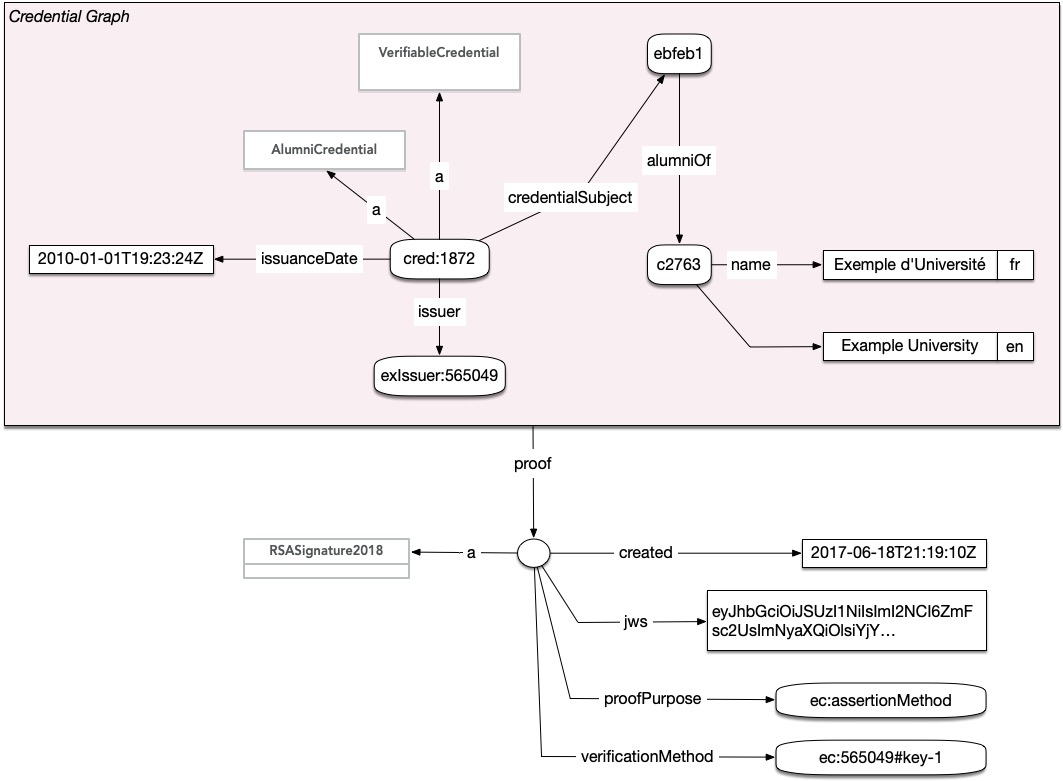 Credential Graph
VerifiableCredential
ebfeb1
AlumniCredential
alumniOf
a
credentialSubject
a
2010-01-01T19:23:24Z
issuanceDate
cred:1872
c2763
name
Exemple d'Université
fr
issuer
Example University
en
exIssuer:565049
proof
RSASignature2018
a
created
2017-06-18T21:19:10Z
jws
eyJhbGciOiJSUzI1NiIsImI2NCI6ZmF
sc2UsImNyaXQiOlsiYjY…
proofPurpose
ec:assertionMethod
verificationMethod
ec:565049#key-1